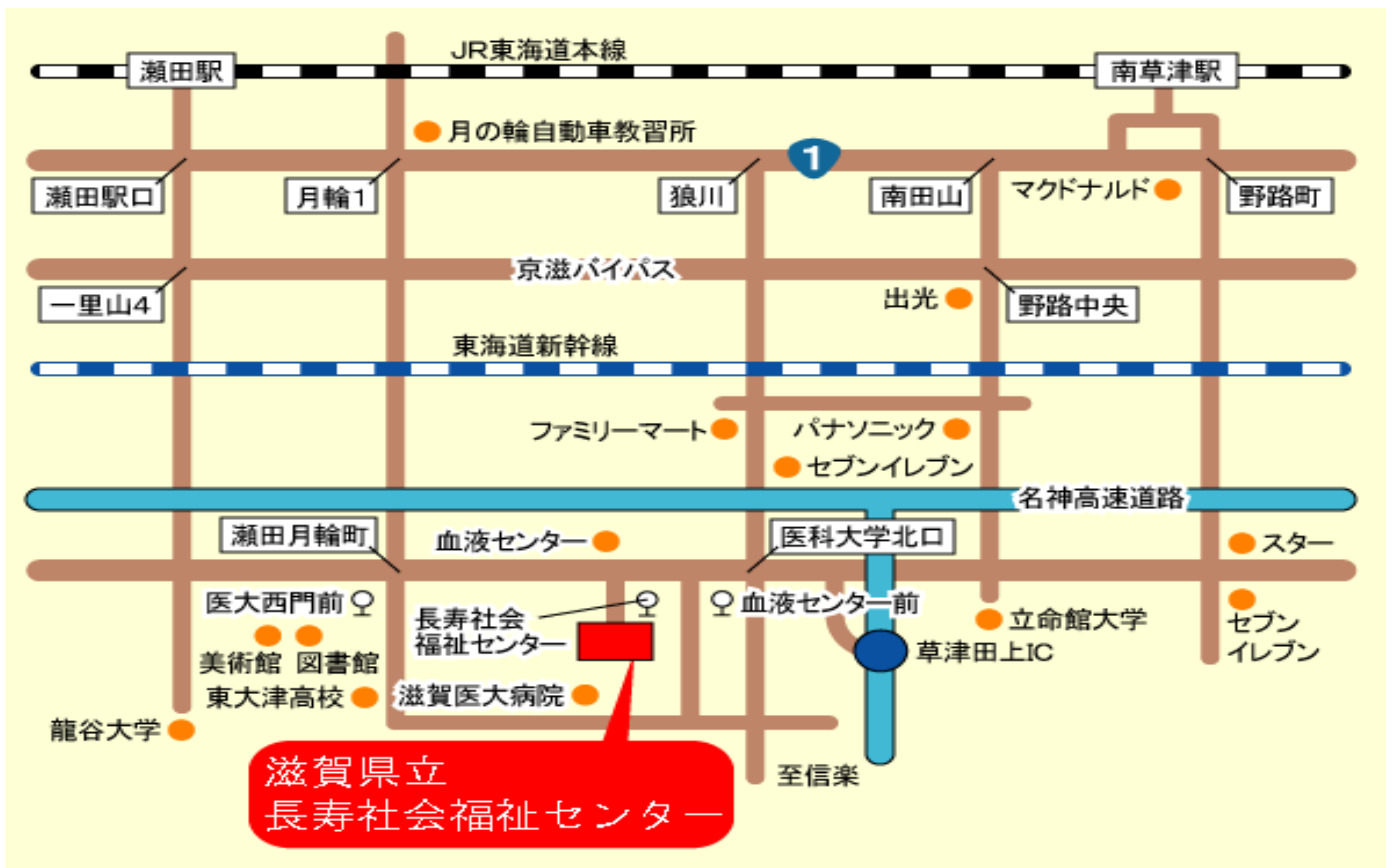 JR東海道本線
瀬田駅
南草津駅
月の輪自動車教習所
1
瀬田駅口
月輪1
狼川
南田山
マクドナルド
野路町
京滋バイパス
一里山4
出光
野路中央
東海道新幹線
ファミリーマート
パナソニック
セブンイレブン
名神高速道路
瀬田月輪町
血液センター
医科大学北口
スター
医大西門前
長寿社会
福祉センター
血液センター前
立命館大学
セブン
イレブン
美術館
図書館
草津田上IC
東大津高校
滋賀医大病院
龍谷大学
至信楽
滋賀県立
長寿社会福祉センター